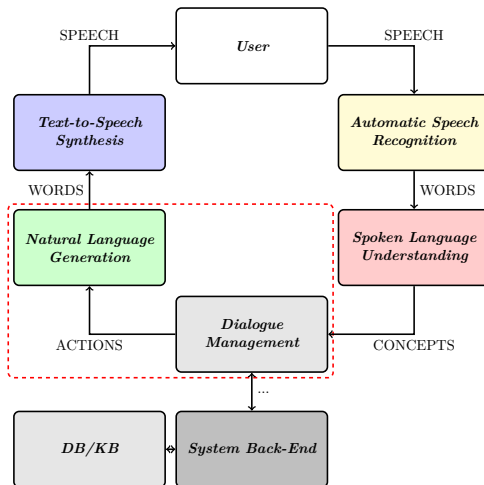 SPEECH
User
SPEECH
Text-to-Speech
Synthesis
Automatic Speech
Recognition
WORDS
WORDS
Natural Language
Generation
Spoken Language
Understanding
Dialogue
Management
ACTIONS
CONCEPTS
...
DB/KB
System Back-End